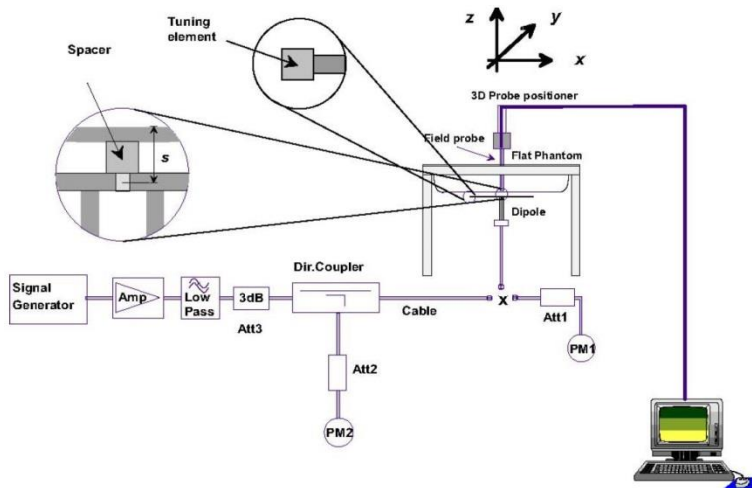 Tuning
element
Spacer
s
z
y
x
3D Probe positioner
Field probe
Flat Phantom
Dipole
Dir.Coupler
Signal
Generator
Amp
Low
Pass
3dB
Att3
Cable
x
Att1
PM1
Att2
PM2